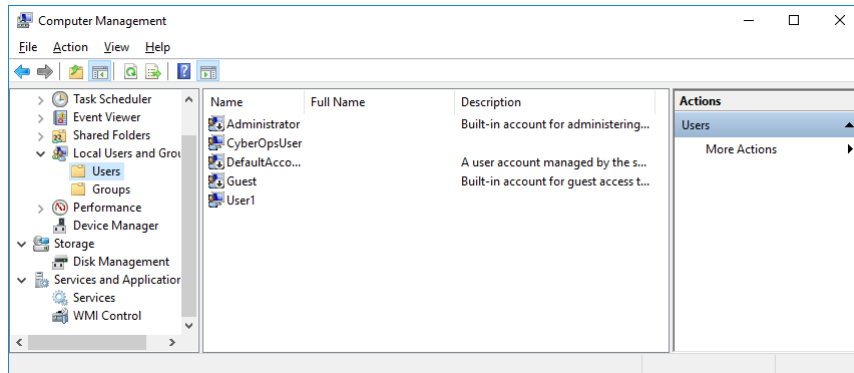 Computer Management
File Action View Help
Task Scheduler
Event Viewer
Shared Folders
Local Users and Grou
Users
Groups
Performance
Device Manager
Storage
Disk Management
Services and Application
Services
WMI Control
Name Full Name Description
Administrator Built-in account for administering...
CyberOpsUser
DefaultAcco... A user account managed by the s...
Guest Built-in account for guest access t...
User1
Actions
Users
More Actions